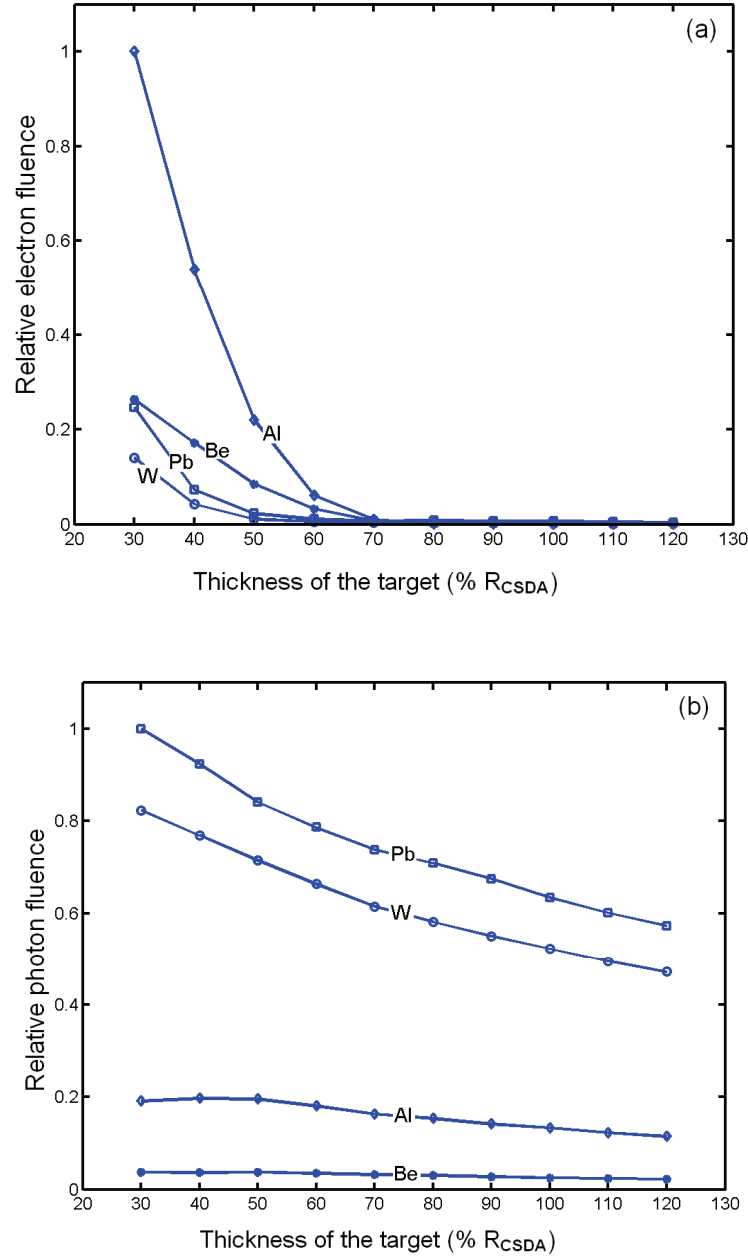 (a)
1
0.8
0.6
0.4
0.2
0
Relative electron fluence
Al
Be
Pb
W
20 30 40 50 60 70 80 90 100 110 120 130
Thickness of the target (% RCSDA)
(b)
1
0.8
0.6
0.4
0.2
0
Relative photon fluence
Pb
W
Al
Be
20 30 40 50 60 70 80 90 100 110 120 130
Thickness of the target (% RCSDA)